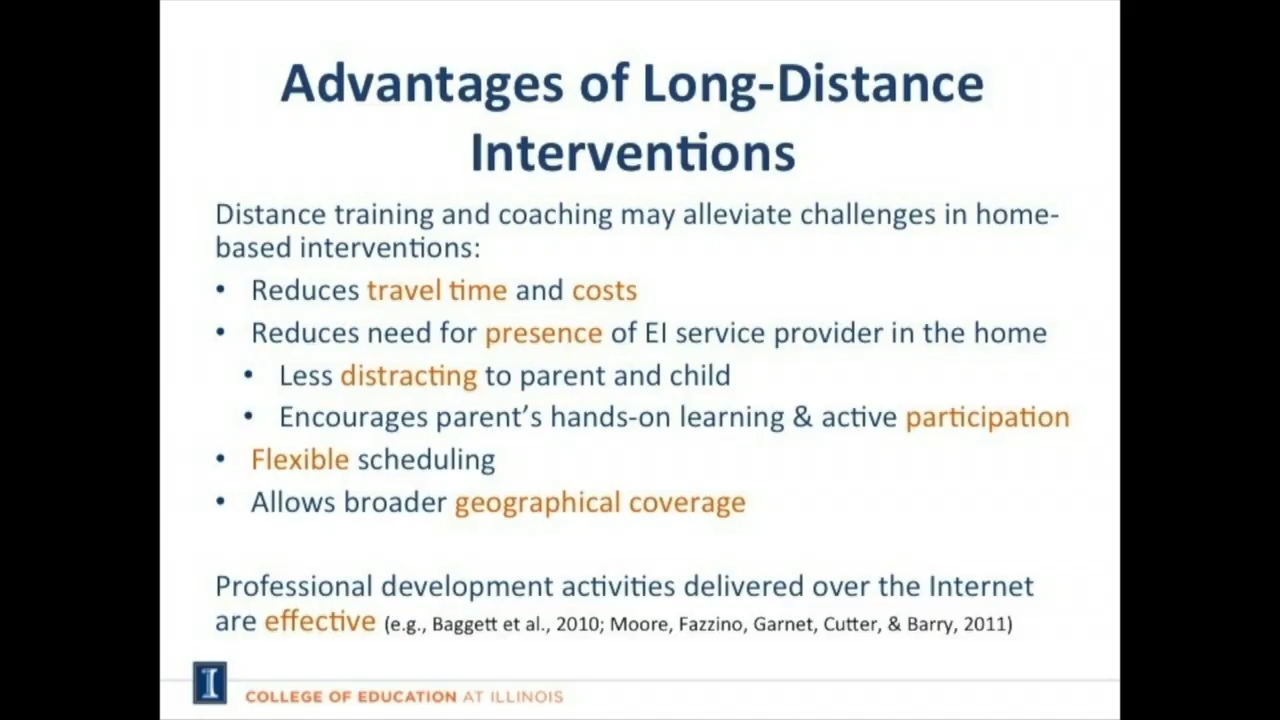 Advantages of Long-Distance
Interventions
Distance training and coaching may alleviate challenges in home-
based interventions:
• Reduces travel time and costs
• Reduces need for presence of EI service provider in the home
• Less distracting to parent and child
• Encourages parent’s hands-on learning & active participation
• Flexible scheduling
• Allows broader geographical coverage
Professional development activities delivered over the Internet
are effective (e.g., Baggett et al., 2010; Moore, Fazzino, Garnet, Cutter, & Barry, 2011)
I
COLLEGE OF EDUCATION AT ILLINOIS